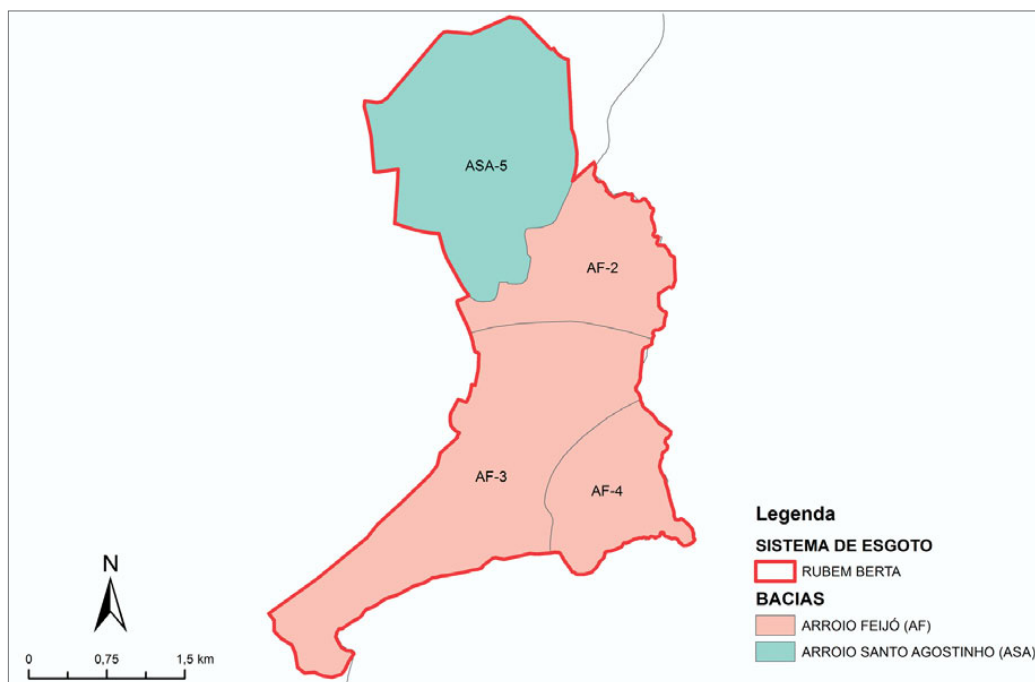 ASA-5
AF-2
AF-3
AF-4
Legenda
SISTEMA DE ESGOTO
RUBEM BERTA
BACIAS
ARROIO FEIJÓ (AF)
ARROIO SANTO AGOSTINHO (ASA)
N
0 0,75 1,5 km